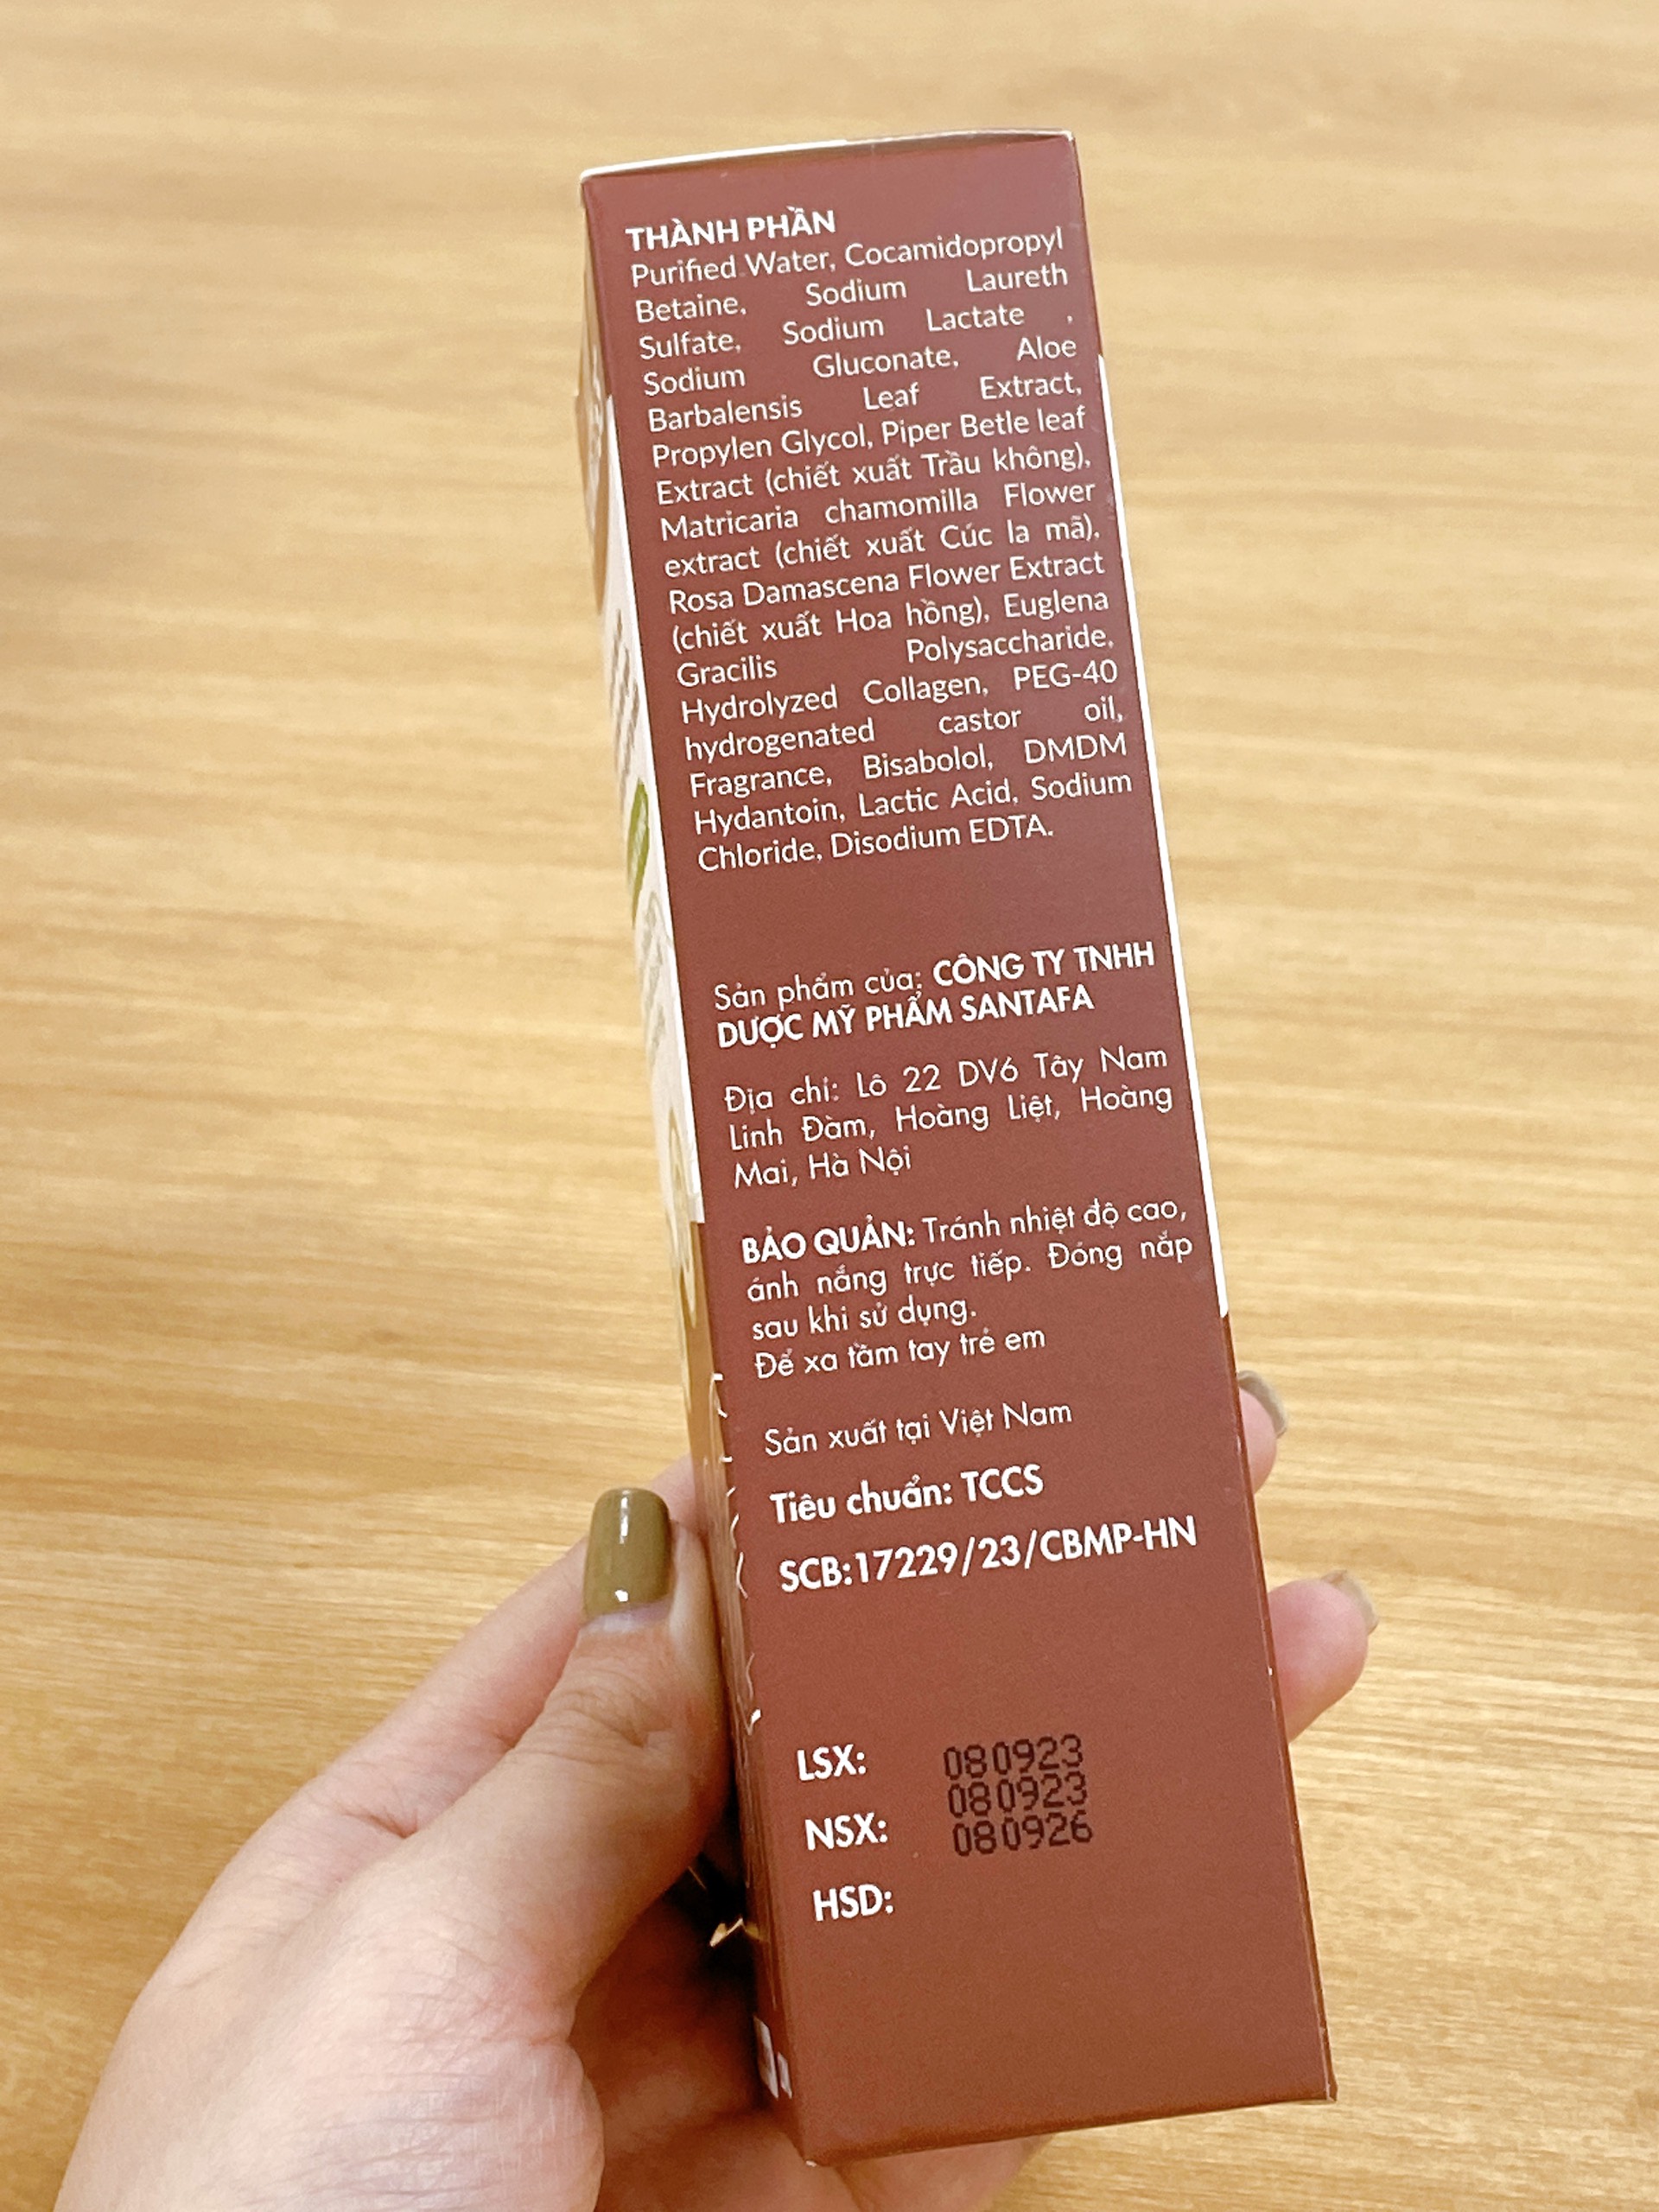 THÀNH PHẦN
Purified Water, Cocamidopropyl
Betaine, Sodium Laureth
Sulfate, Sodium Lactate ,
Sodium Gluconate, Aloe
Barbalensis Leaf Extract,
Propylen Glycol, Piper Betle leaf
Extract (chiết xuất Trầu không),
Matricaria chamomilla Flower
extract (chiết xuất Cúc la mã),
Rosa Damascena Flower Extract
(chiết xuất Hoa hồng), Euglena
Gracilis Polysaccharide,
Hydrolyzed Collagen, PEG-40
hydrogenated castor oil,
Fragrance, Bisabolol, DMDM
Hydantoin, Lactic Acid, Sodium
Chloride, Disodium EDTA.
Sản phẩm của: CÔNG TY TNHH
DƯỢC MỸ PHẨM SANTAFA
Địa chỉ: Lô 22 DV6 Tây Nam
Linh Đàm, Hoàng Liệt, Hoàng
Mai, Hà Nội
BẢO QUẢN: Tránh nhiệt độ cao,
ánh nắng trực tiếp. Đóng nắp
sau khi sử dụng.
Để xa tầm tay trẻ em
Sản xuất tại Việt Nam
Tiêu chuẩn: TCCS
SCB:17229/23/CBMP-HN
LSX: 080923
NSX: 080923
HSD: 080926